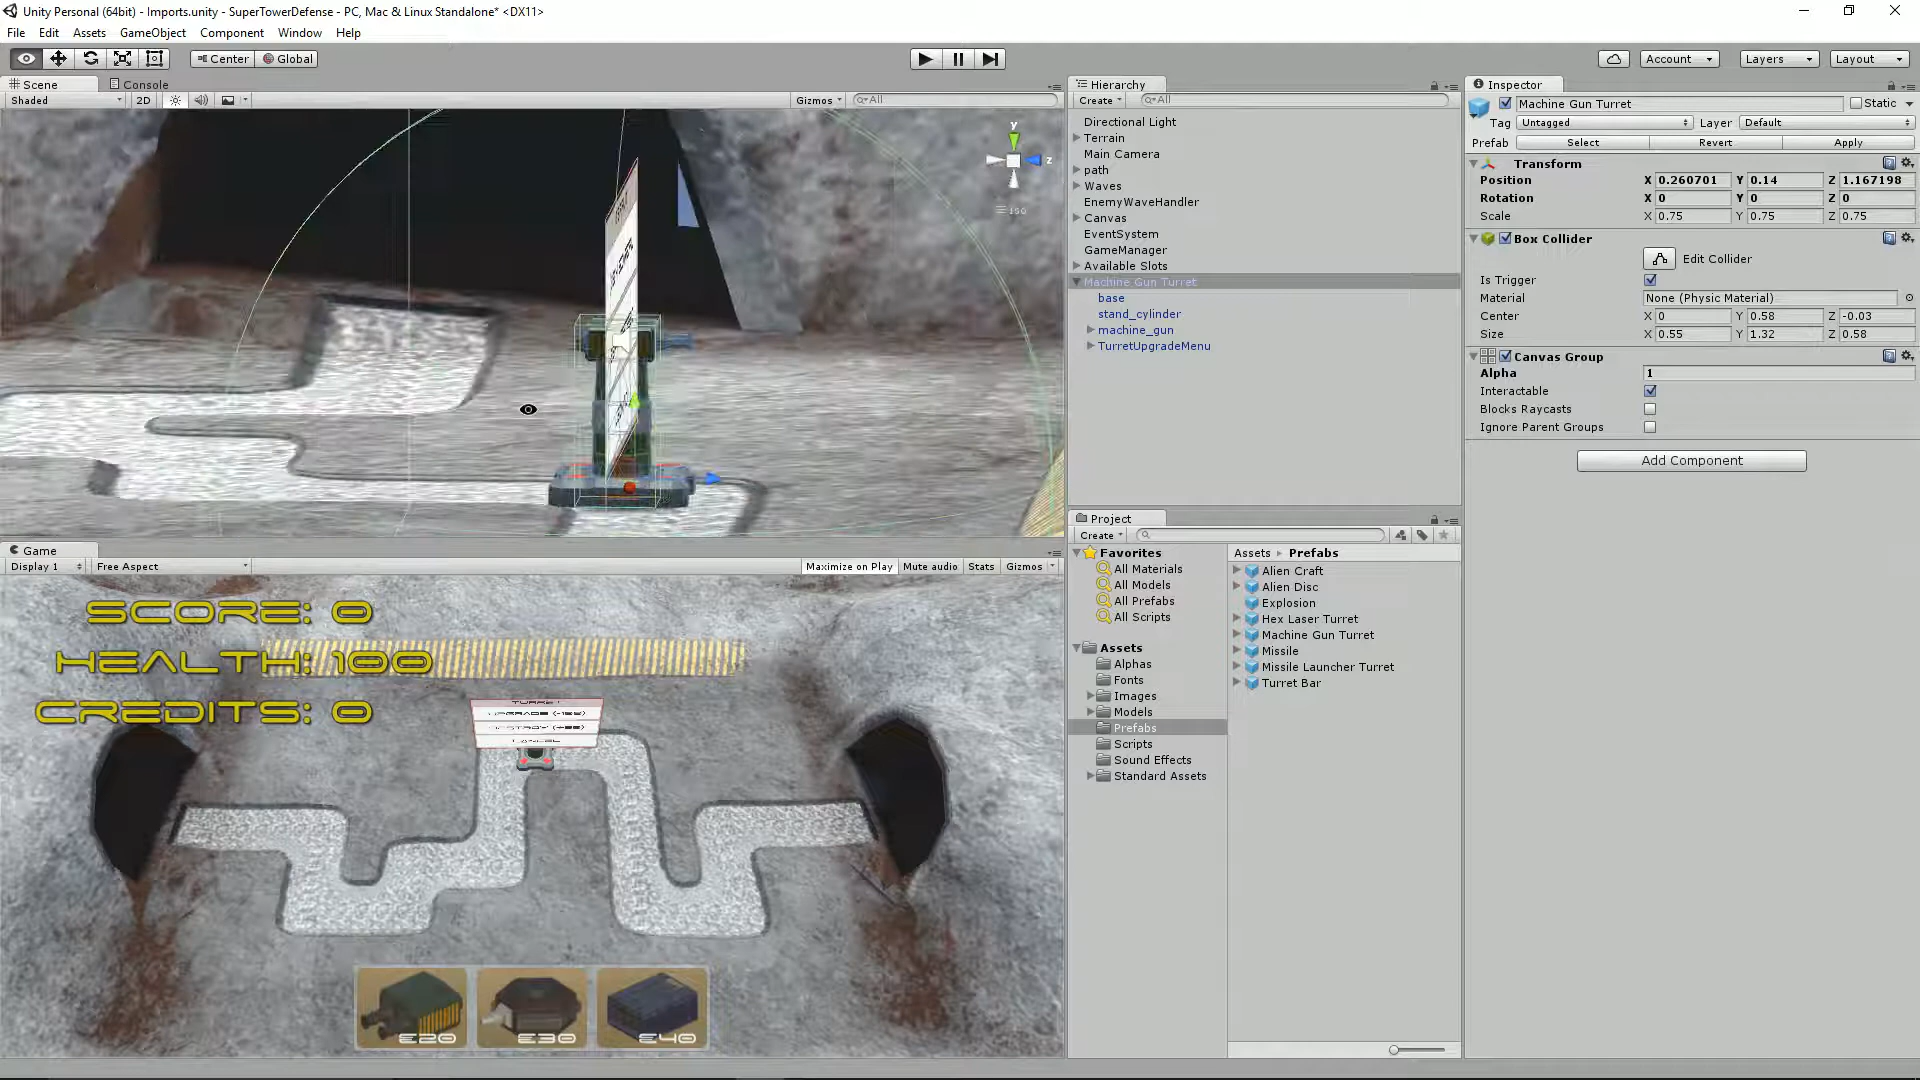 Unity Personal (64bit) - Imports.unity - SuperTowerDefense - PC, Mac & Linux Standalone* <DX11>
File Edit Assets GameObject Component Window Help
Center Global Account Layers Layout
Scene Console
Shaded 2D Gizmos All
y
z
Iso
Game
Display 1 Free Aspect Maximize on Play Mute audio Stats Gizmos
SCORE: 0
HEALTH: 100
CREDITS: 0
TURRET
UPGRADE
DESTROY
CANCEL
£20 £30 £40
Hierarchy
Create All
Directional Light
Terrain
Main Camera
path
Waves
EnemyWaveHandler
Canvas
EventSystem
GameManager
Available Slots
Machine Gun Turret
base
stand_cylinder
machine_gun
TurretUpgradeMenu
Project
Create
Favorites
All Materials
All Models
All Prefabs
All Scripts
Assets
Alphas
Fonts
Images
Models
Prefabs
Scripts
Sound Effects
Standard Assets
Assets Prefabs
Alien Craft
Alien Disc
Explosion
Hex Laser Turret
Machine Gun Turret
Missile
Missile Launcher Turret
Turret Bar
Inspector
Machine Gun Turret Static
Tag Untagged Layer Default
Prefab Select Revert Apply
Transform
Position X 0.260701 Y 0.14 Z 1.167198
Rotation X 0 Y 0 Z 0
Scale X 0.75 Y 0.75 Z 0.75
Box Collider
Edit Collider
Is Trigger
Material None (Physic Material)
Center X 0 Y 0.58 Z -0.03
Size X 0.55 Y 1.32 Z 0.58
Canvas Group
Alpha 1
Interactable
Blocks Raycasts
Ignore Parent Groups
Add Component